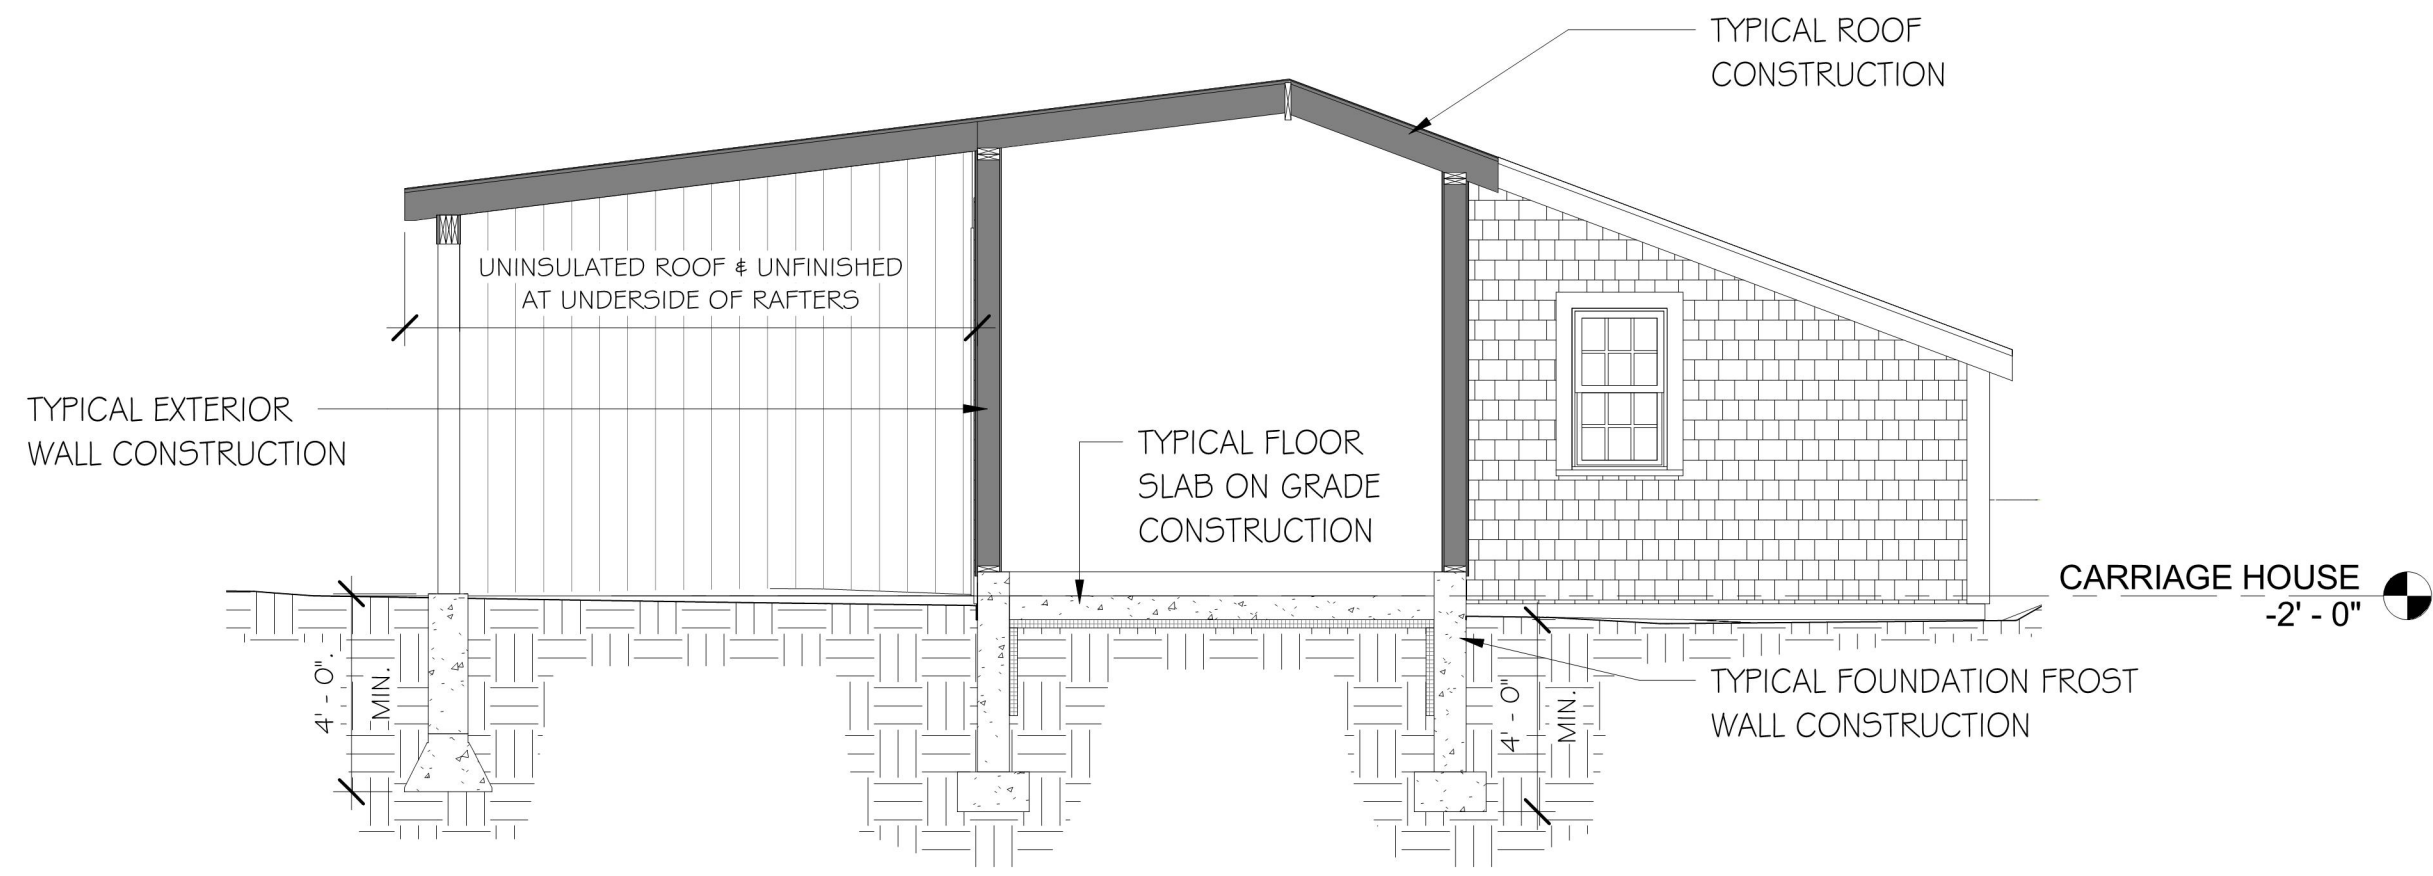 TYPICAL ROOF
CONSTRUCTION
UNINSULATED ROOF & UNFINISHED
AT UNDERSIDE OF RAFTERS
TYPICAL EXTERIOR
WALL CONSTRUCTION
TYPICAL FLOOR
SLAB ON GRADE
CONSTRUCTION
CARRIAGE HOUSE
-2' - 0"
4' - 0".
MIN.
4' - 0"
MIN.
TYPICAL FOUNDATION FROST
WALL CONSTRUCTION